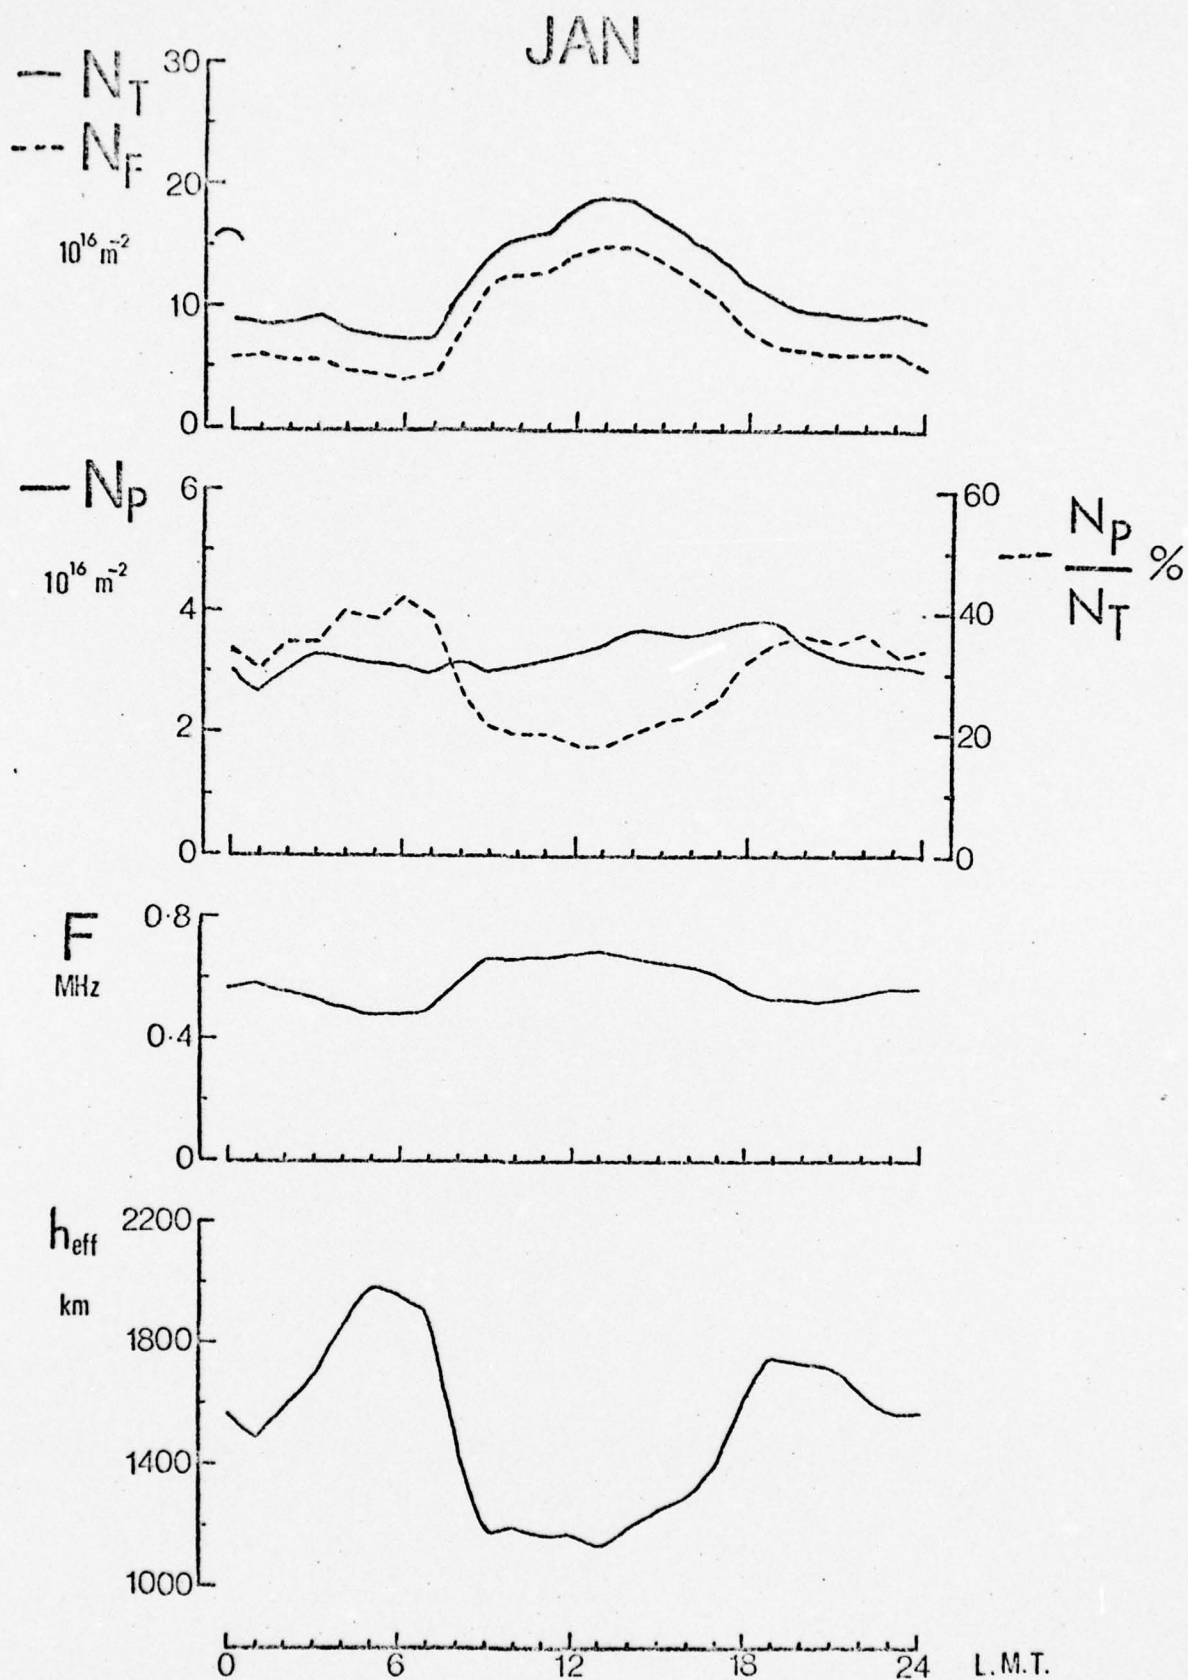 JAN
— N_T
--- N_F
10^16 m^-2
30
20
10
0
— N_P
10^16 m^-2
6
4
2
0
60
40
20
0
--- N_P / N_T %
F
MHz
0·8
0·4
0
h_eff
km
2200
1800
1400
1000
0 6 12 18 24 L.M.T.